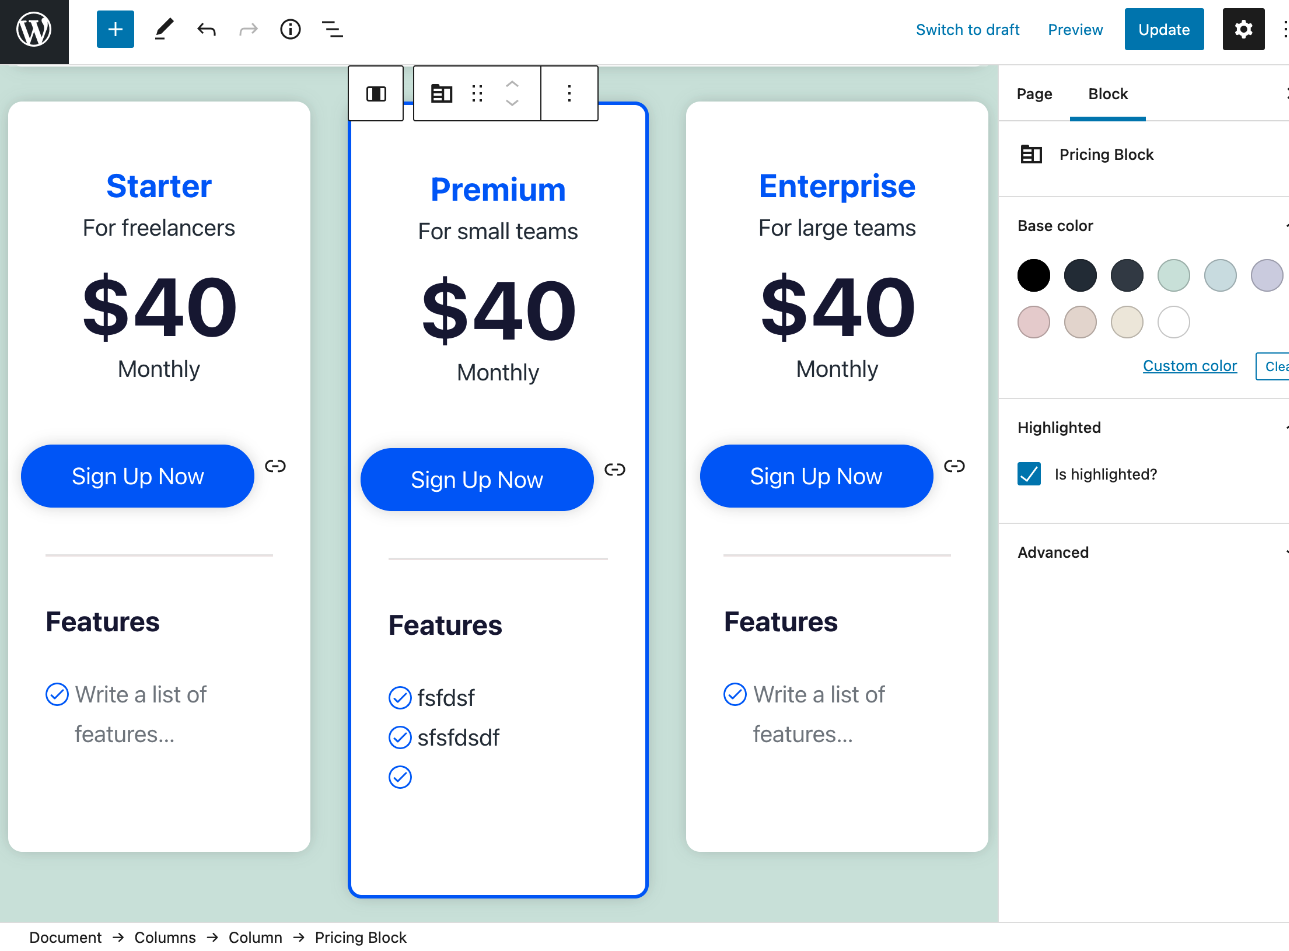 Switch to draft
Preview
Update
Starter
For freelancers
$40
Monthly
Sign Up Now
Features
Write a list of
features...
Premium
For small teams
$40
Monthly
Sign Up Now
Features
fsfdsf
sfsfdsdf
Enterprise
For large teams
$40
Monthly
Sign Up Now
Features
Write a list of
features...
Page
Block
Pricing Block
Base color
Custom color
Clea
Highlighted
Is highlighted?
Advanced
Document → Columns → Column → Pricing Block